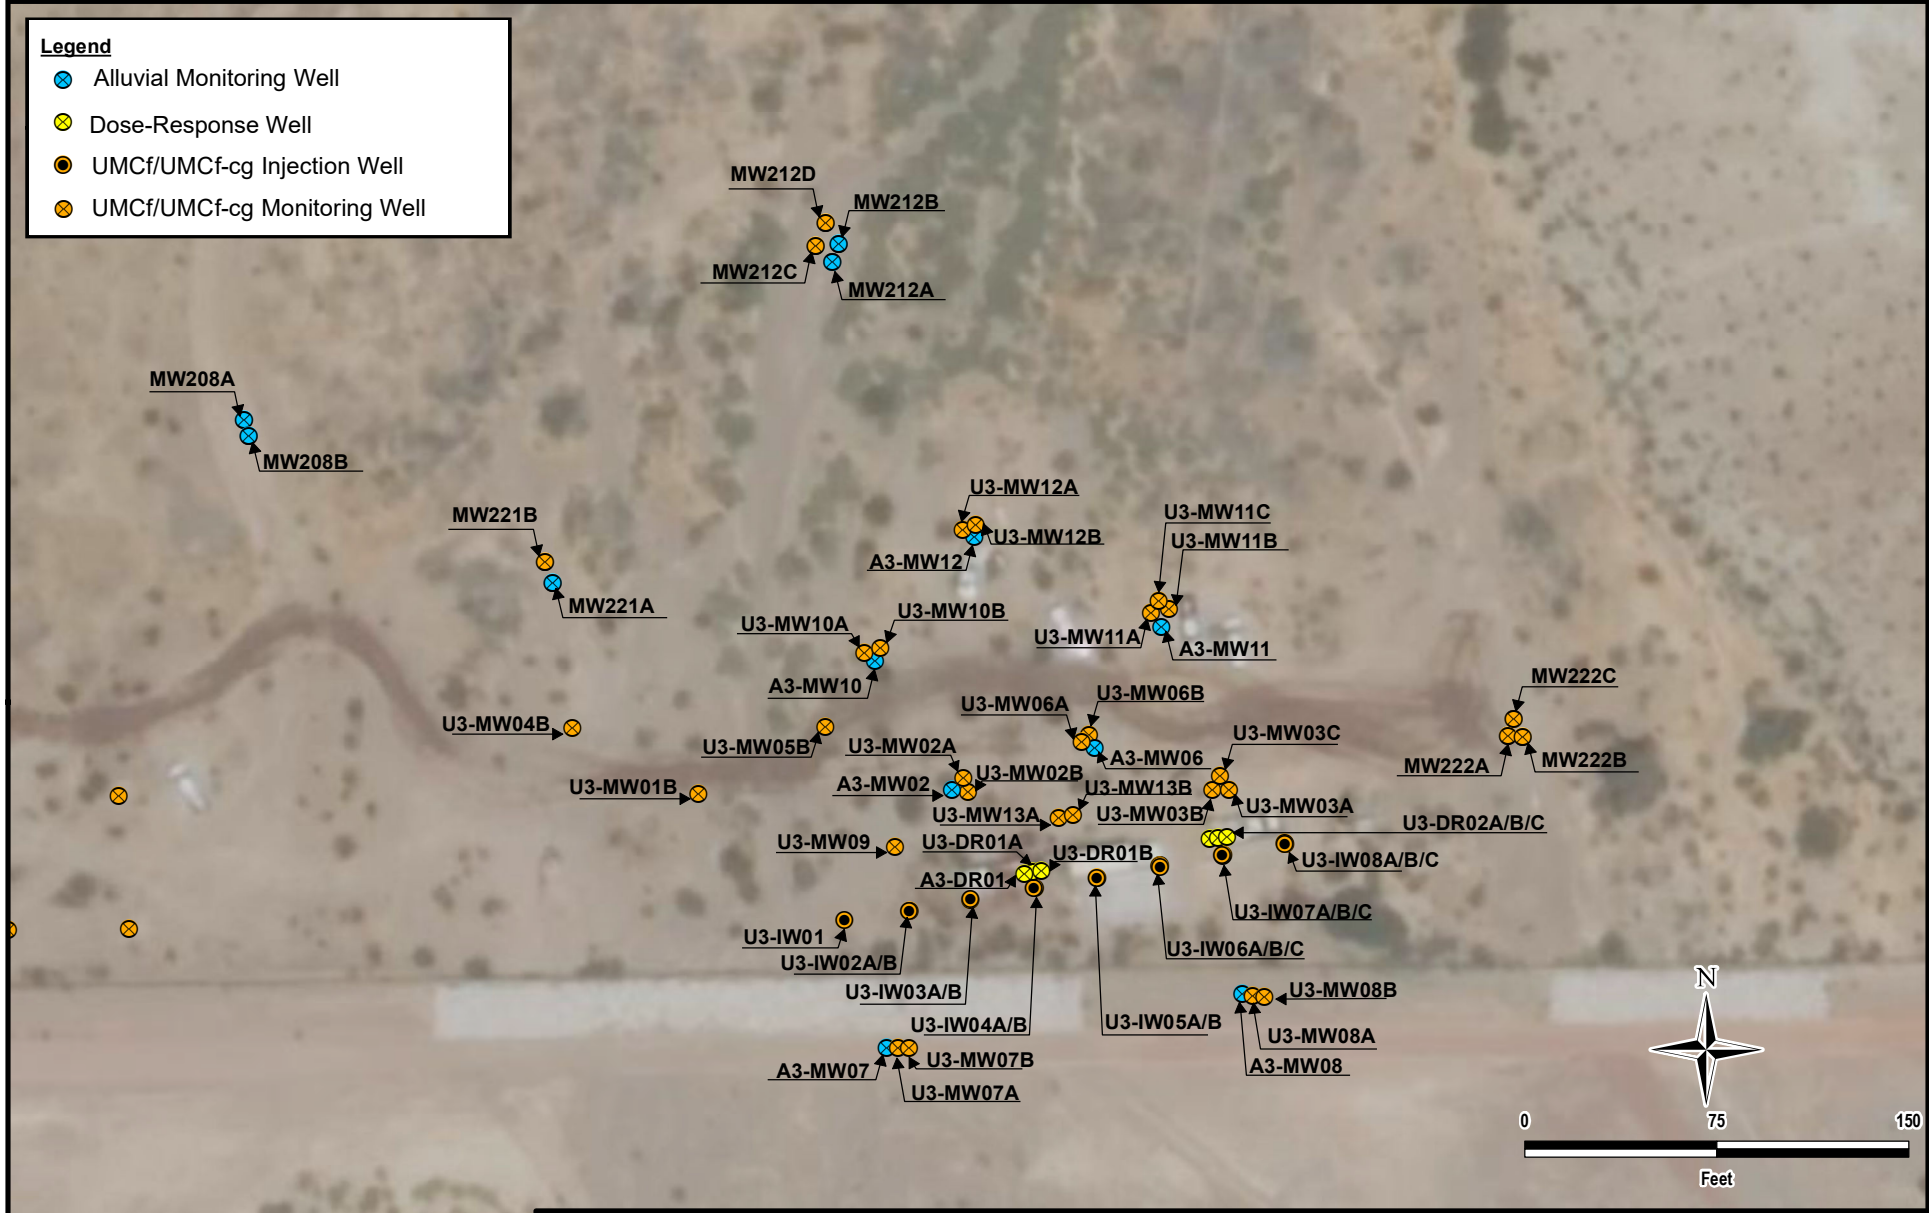 Legend
Alluvial Monitoring Well
Dose-Response Well
UMCf/UMCf-cg Injection Well
UMCf/UMCf-cg Monitoring Well
MW212D
MW212B
MW212C
MW212A
MW208A
MW208B
MW221B
MW221A
U3-MW12A
U3-MW12B
A3-MW12
U3-MW11C
U3-MW11B
U3-MW11A
A3-MW11
U3-MW10B
U3-MW10A
A3-MW10
MW222C
MW222A
MW222B
U3-MW06B
U3-MW06A
A3-MW06
U3-MW04B
U3-MW05B
U3-MW02A
U3-MW02B
A3-MW02
U3-MW03C
U3-MW01B
U3-MW13B
U3-MW13A
U3-MW03B
U3-MW03A
U3-DR02A/B/C
U3-MW09
U3-DR01A
U3-DR01B
A3-DR01
U3-IW08A/B/C
U3-IW07A/B/C
U3-IW01
U3-IW02A/B
U3-IW06A/B/C
U3-IW03A/B
U3-IW04A/B
U3-IW05A/B
U3-MW08B
U3-MW08A
A3-MW08
A3-MW07
U3-MW07B
U3-MW07A
N
0 75 150
Feet